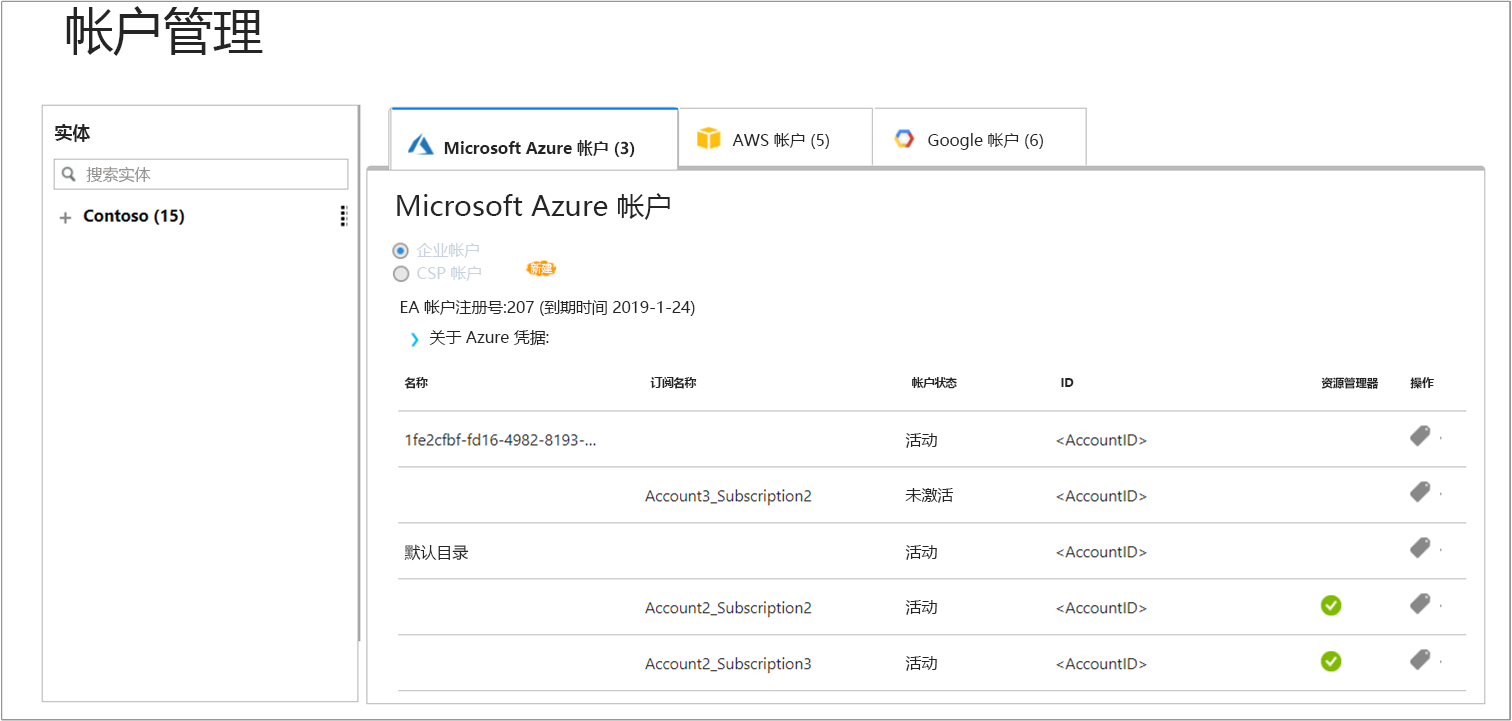 帐户管理
实体
搜索实体
Contoso (15)
Microsoft Azure 帐户 (3)
AWS 帐户 (5)
Google 帐户 (6)
Microsoft Azure 帐户
企业帐户
CSP 帐户
新建
EA 帐户注册号:207 (到期时间 2019-1-24)
关于 Azure 凭据:
名称 订阅名称 帐户状态 ID 资源管理器 操作
1fe2cfbf-fd16-4982-8193-... 活动 <AccountID>
Account3_Subscription2 未激活 <AccountID>
默认目录 活动 <AccountID>
Account2_Subscription2 活动 <AccountID>
Account2_Subscription3 活动 <AccountID>